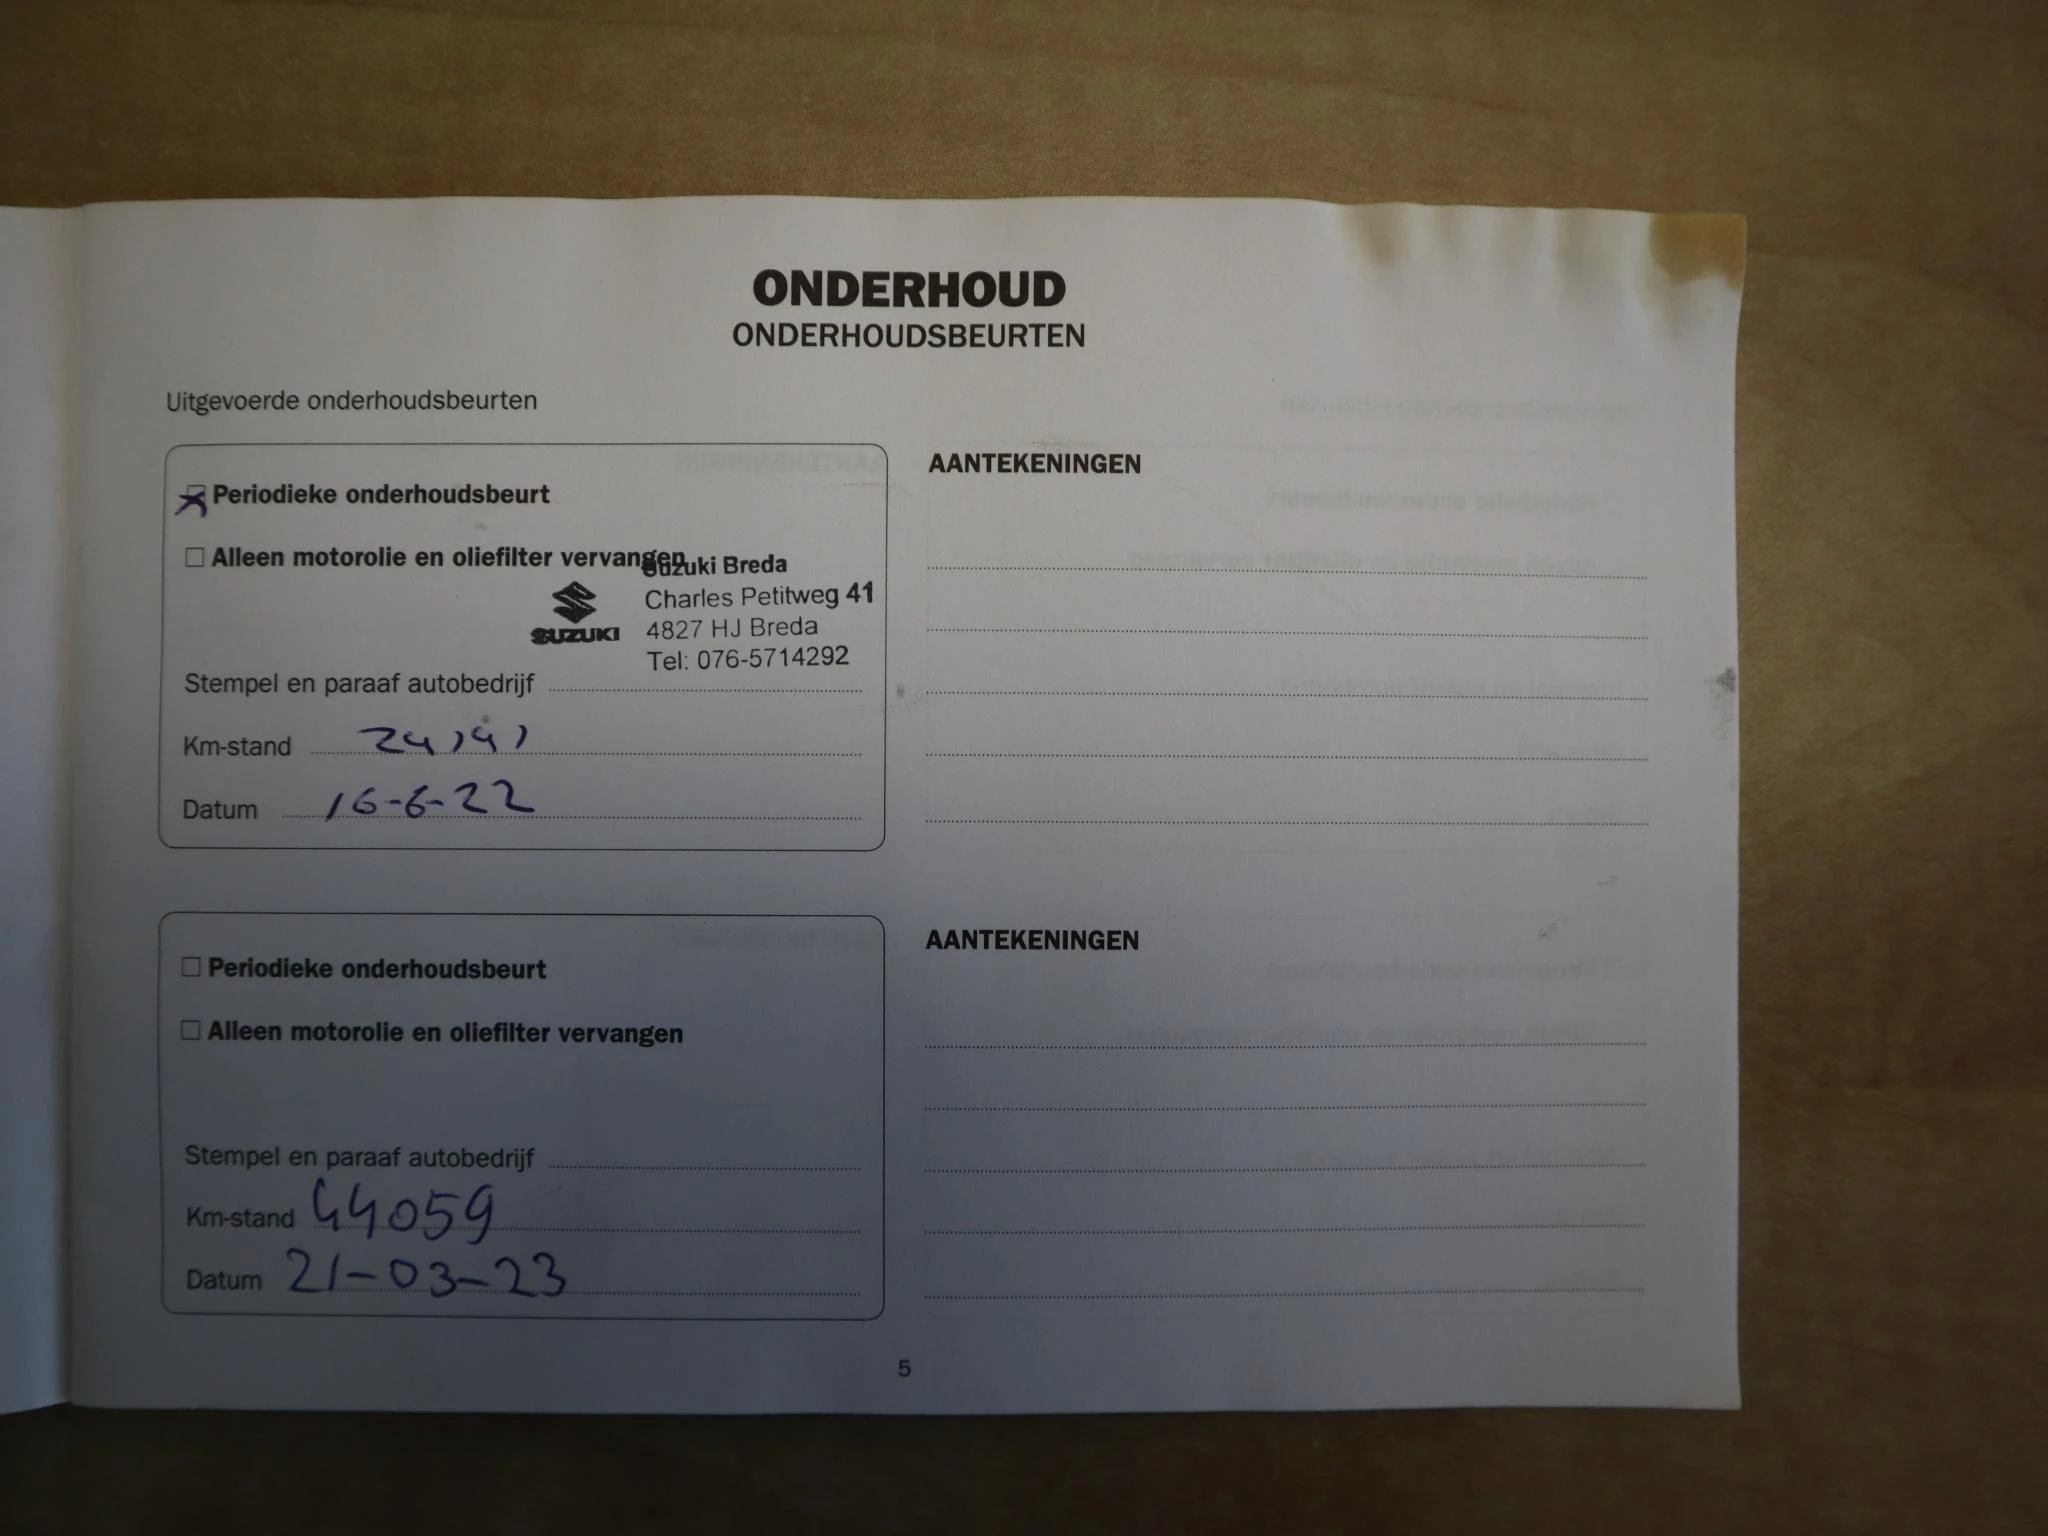 ONDERHOUD
ONDERHOUDSBEURTEN
Uitgevoerde onderhoudsbeurten
Periodieke onderhoudsbeurt
Alleen motorolie en oliefilter vervangen
Suzuki Breda
Charles Petitweg 41
4827 HJ Breda
Tel: 076-5714292
SUZUKI
Stempel en paraaf autobedrijf
Km-stand 24141
Datum 16-6-22
AANTEKENINGEN
Periodieke onderhoudsbeurt
Alleen motorolie en oliefilter vervangen
Stempel en paraaf autobedrijf
Km-stand 44059
Datum 21-03-23
AANTEKENINGEN
5